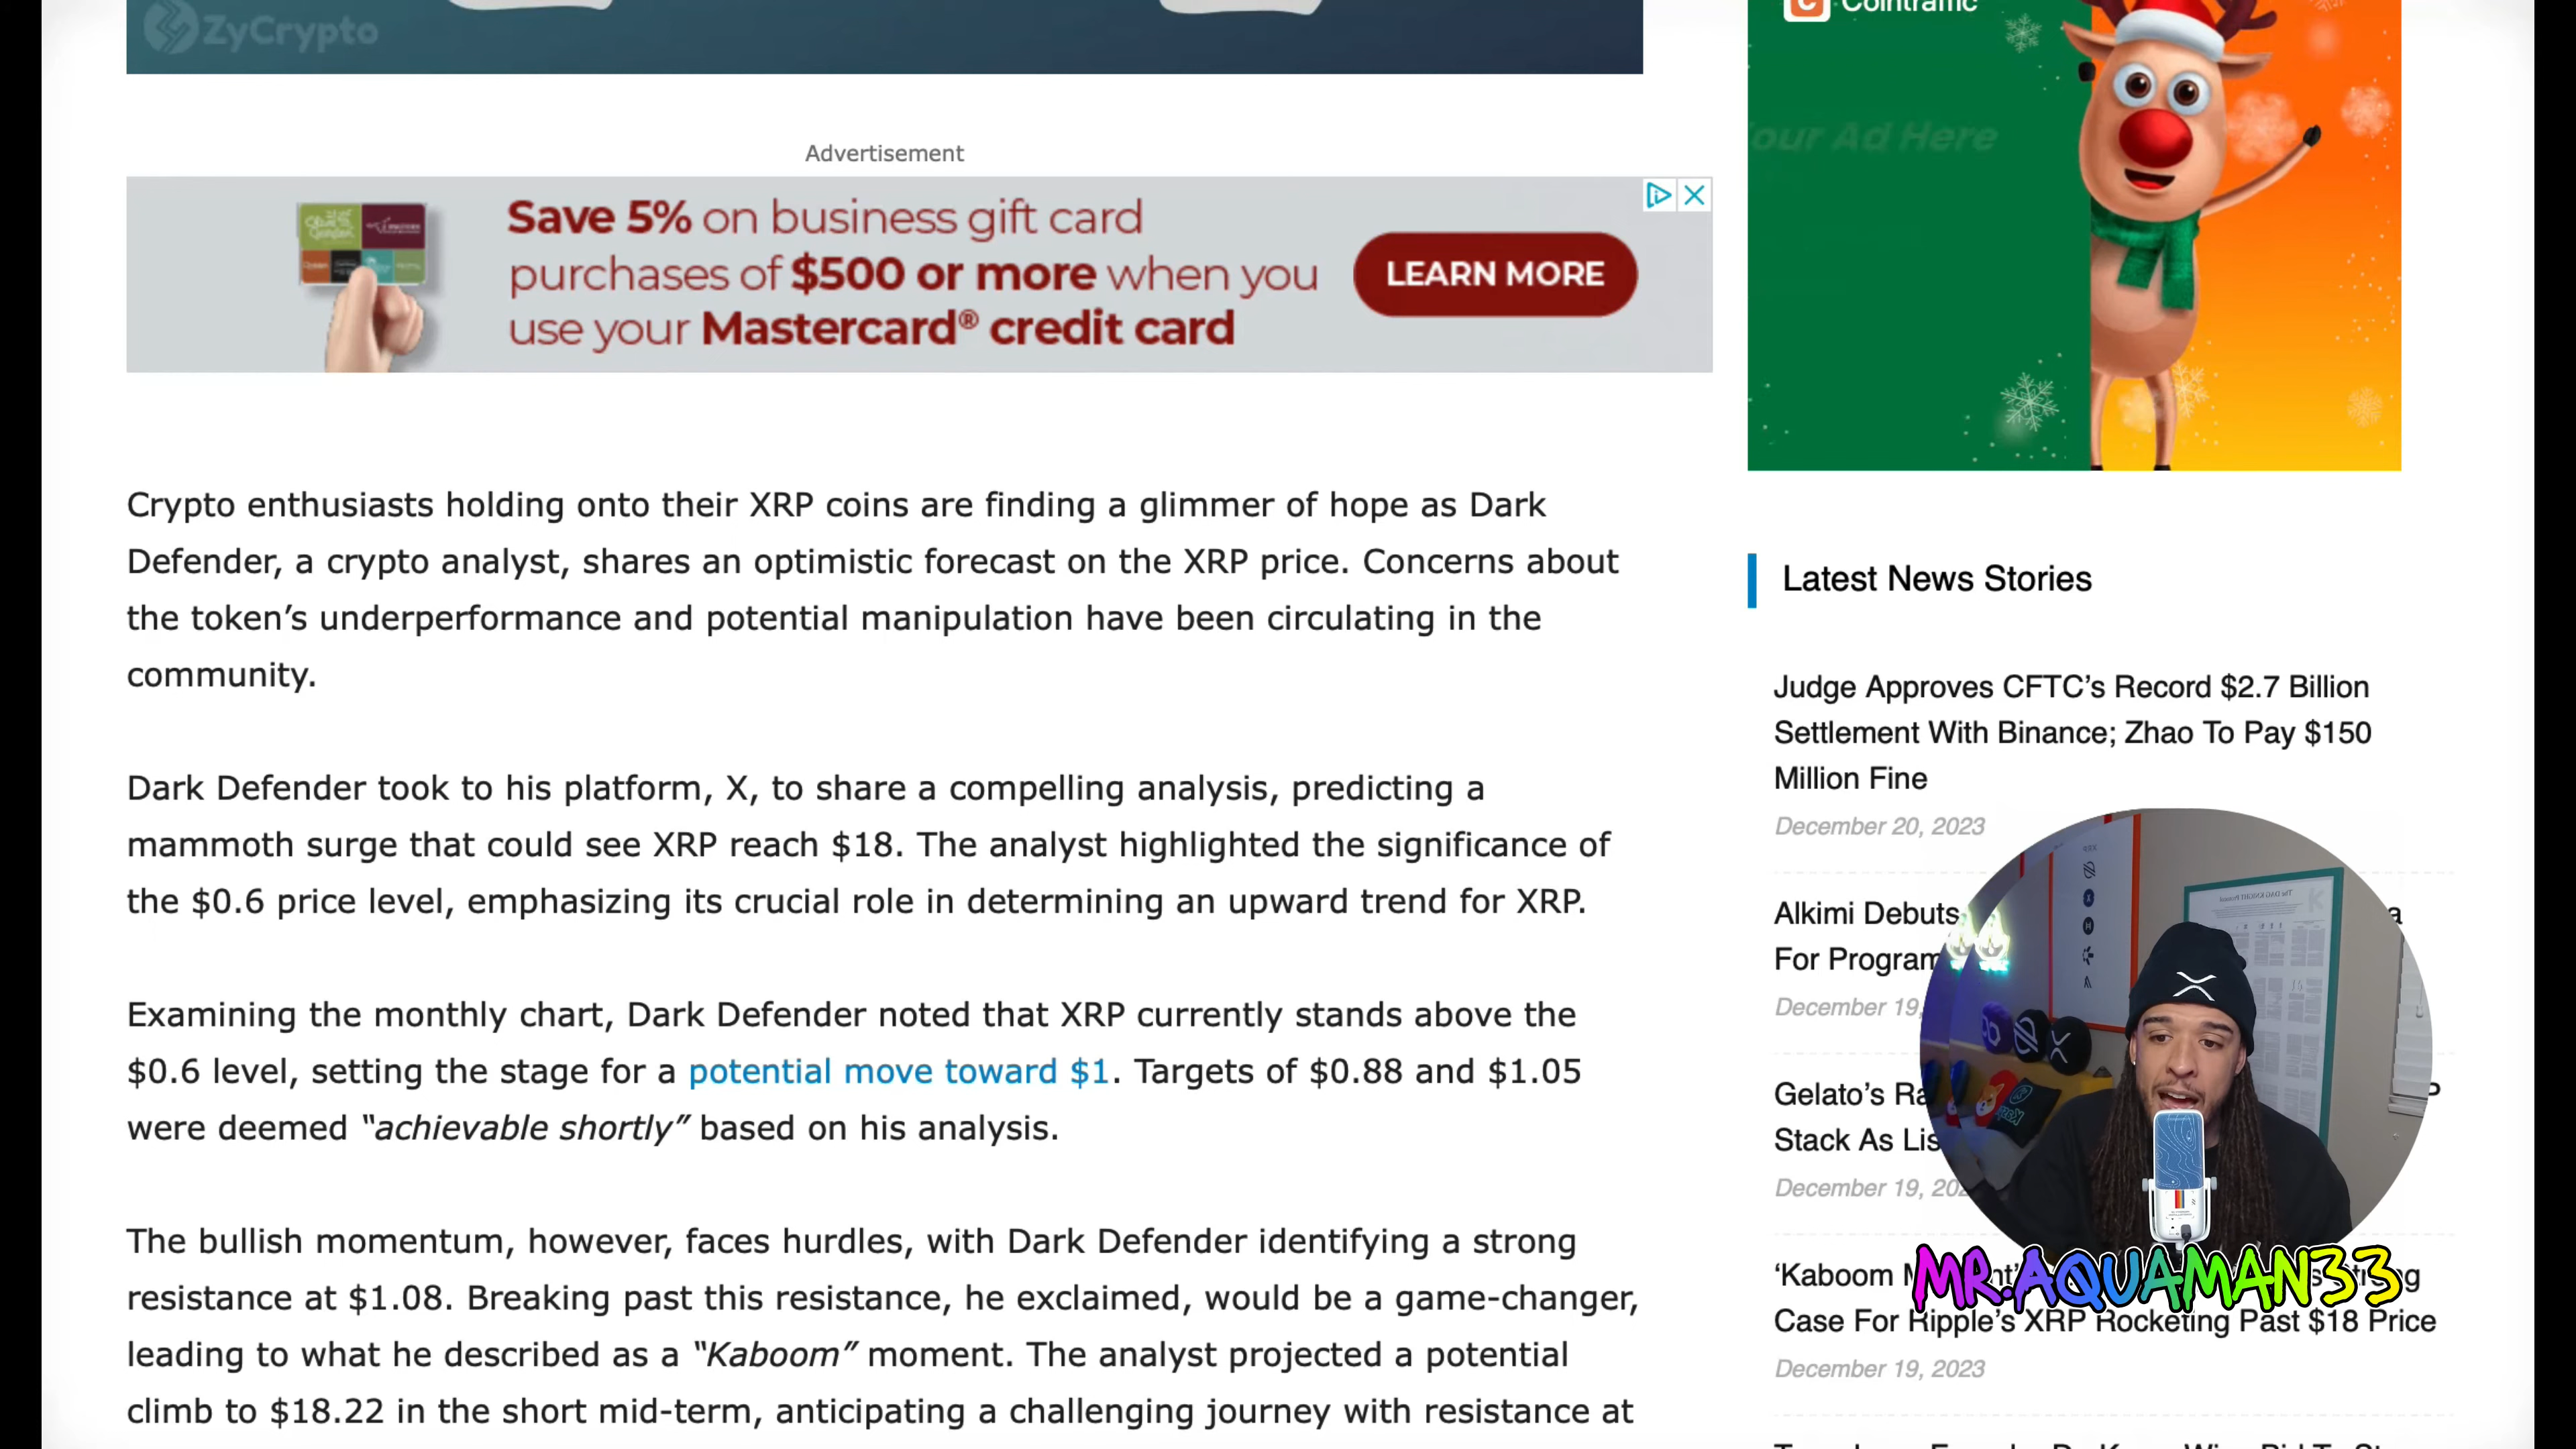 ZyCrypto
Cointraffic
our Ad Here
Advertisement
Save 5% on business gift card
purchases of $500 or more when you
use your Mastercard® credit card
LEARN MORE
Crypto enthusiasts holding onto their XRP coins are finding a glimmer of hope as Dark
Defender, a crypto analyst, shares an optimistic forecast on the XRP price. Concerns about
the token’s underperformance and potential manipulation have been circulating in the
community.
Dark Defender took to his platform, X, to share a compelling analysis, predicting a
mammoth surge that could see XRP reach $18. The analyst highlighted the significance of
the $0.6 price level, emphasizing its crucial role in determining an upward trend for XRP.
Examining the monthly chart, Dark Defender noted that XRP currently stands above the
$0.6 level, setting the stage for a potential move toward $1. Targets of $0.88 and $1.05
were deemed “achievable shortly” based on his analysis.
The bullish momentum, however, faces hurdles, with Dark Defender identifying a strong
resistance at $1.08. Breaking past this resistance, he exclaimed, would be a game-changer,
leading to what he described as a “Kaboom” moment. The analyst projected a potential
climb to $18.22 in the short mid-term, anticipating a challenging journey with resistance at
Latest News Stories
Judge Approves CFTC’s Record $2.7 Billion
Settlement With Binance; Zhao To Pay $150
Million Fine
December 20, 2023
Alkimi Debuts
For Program
December 19,
Gelato’s Ra
Stack As Lis
December 19, 202
‘Kaboom M
Case For Ripple’s XRP Rocketing Past $18 Price
December 19, 2023
MR.AQUAMAN33